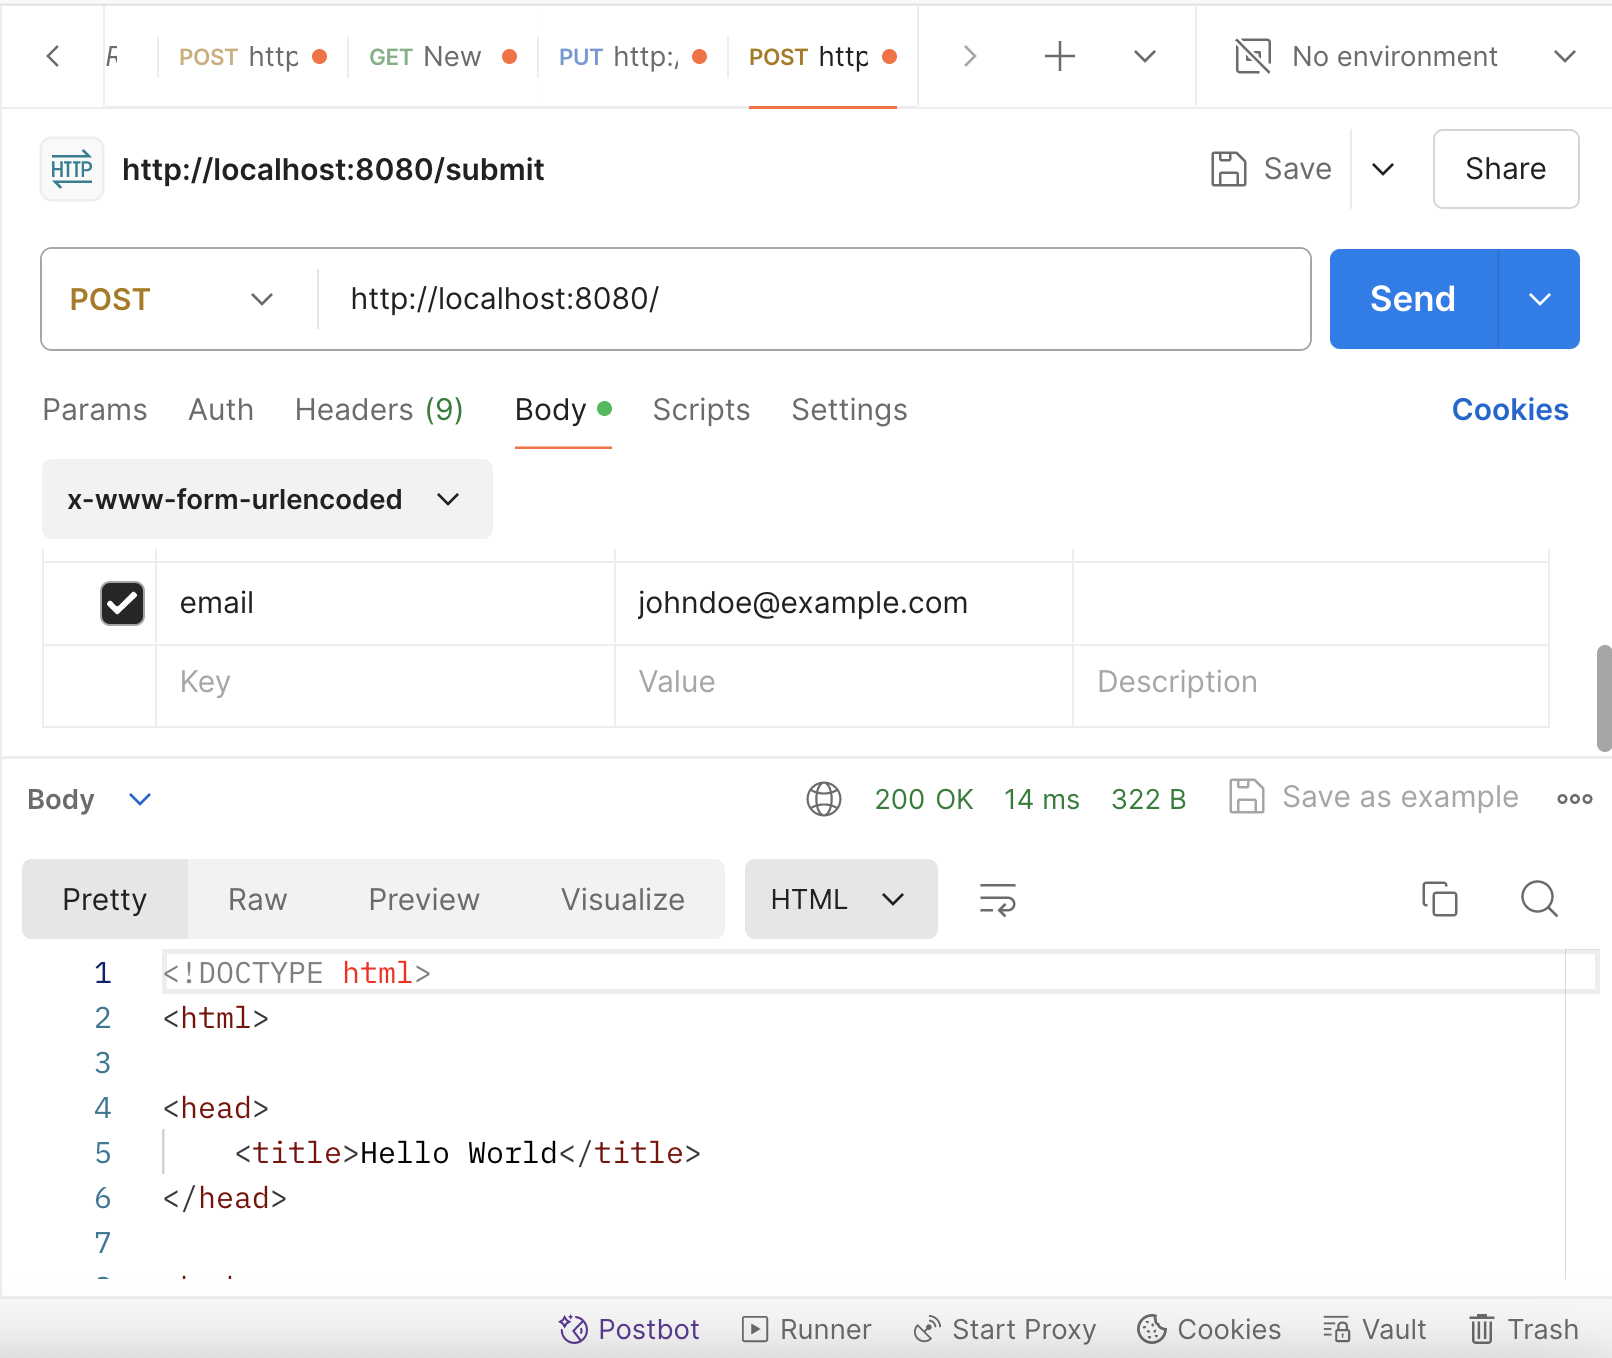 POST http GET New PUT http:/ POST http No environment
HTTP http://localhost:8080/submit Save Share
POST http://localhost:8080/ Send
Params Auth Headers (9) Body Scripts Settings Cookies
x-www-form-urlencoded
email johndoe@example.com
Key Value Description
Body 200 OK 14 ms 322 B Save as example
Pretty Raw Preview Visualize HTML
1 <!DOCTYPE html>
2 <html>
3
4 <head>
5 <title>Hello World</title>
6 </head>
7
Postbot Runner Start Proxy Cookies Vault Trash